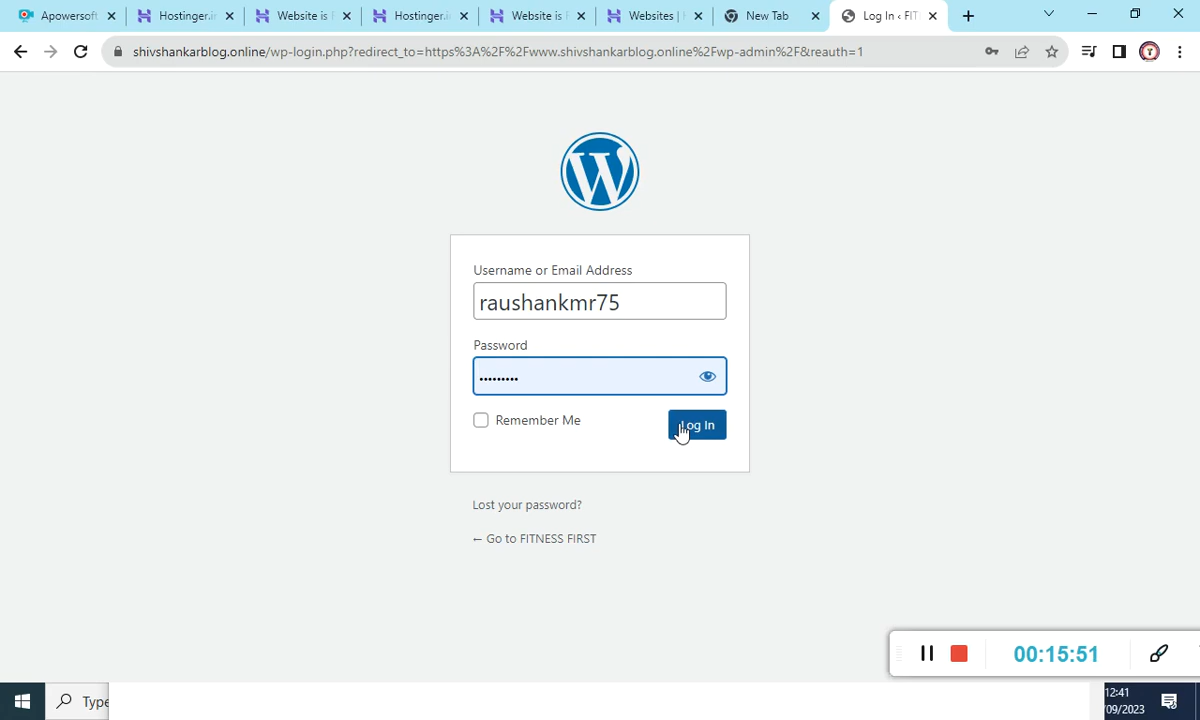 Apowersoft
Hostinger.in
Website is F
Hostinger.in
Website is F
Websites | H
New Tab
Log In ‹ FIT
shivshankarblog.online/wp-login.php?redirect_to=https%3A%2F%2Fwww.shivshankarblog.online%2Fwp-admin%2F&reauth=1
Username or Email Address
raushankmr75
Password
Remember Me
Log In
Lost your password?
← Go to FITNESS FIRST
00:15:51
Type
12:41
/09/2023